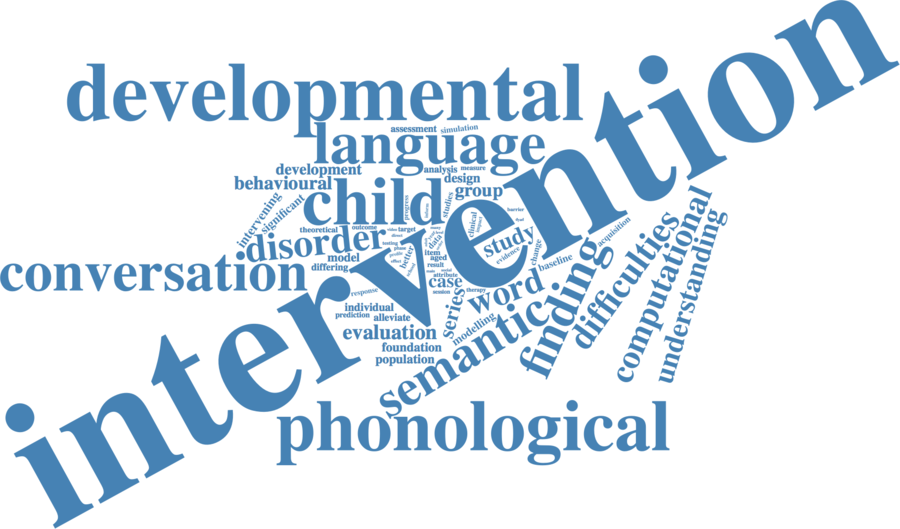 intervention
developmental
language
assessment
simulation
development
analysis
measure
behavioural
design
child
group
intervening
significant
progress
studies
theoretical
outcome
target
clinical
barrier
acquisition
disorder
model
differing
conversation
testing
better
data
item
aged
result
attribute
case
session
therapy
study
evidence
change
baseline
response
individual
prediction
alleviate
evaluation
foundation
population
series
modelling
word
semantic
finding
difficulties
computational
understanding
phonological